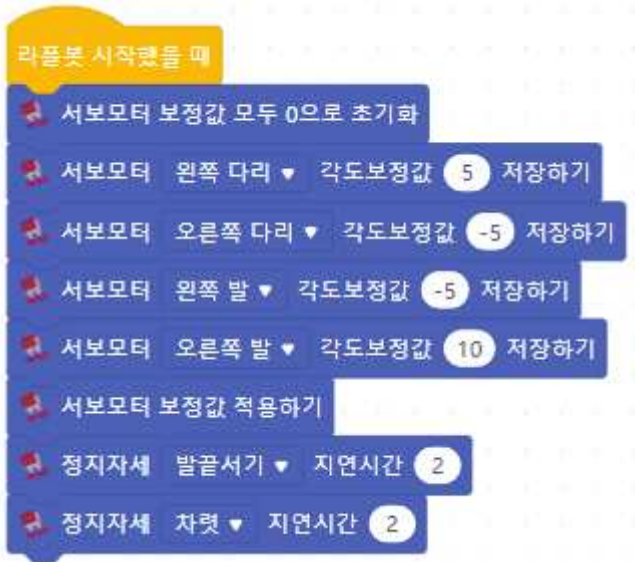 리플봇 시작했을 때
서보모터 보정값 모두 0으로 초기화
서보모터 왼쪽 다리 ▼ 각도보정값 5 저장하기
서보모터 오른쪽 다리 ▼ 각도보정값 -5 저장하기
서보모터 왼쪽 발 ▼ 각도보정값 -5 저장하기
서보모터 오른쪽 발 ▼ 각도보정값 10 저장하기
서보모터 보정값 적용하기
정지자세 발끝서기 ▼ 지연시간 2
정지자세 차렷 ▼ 지연시간 2